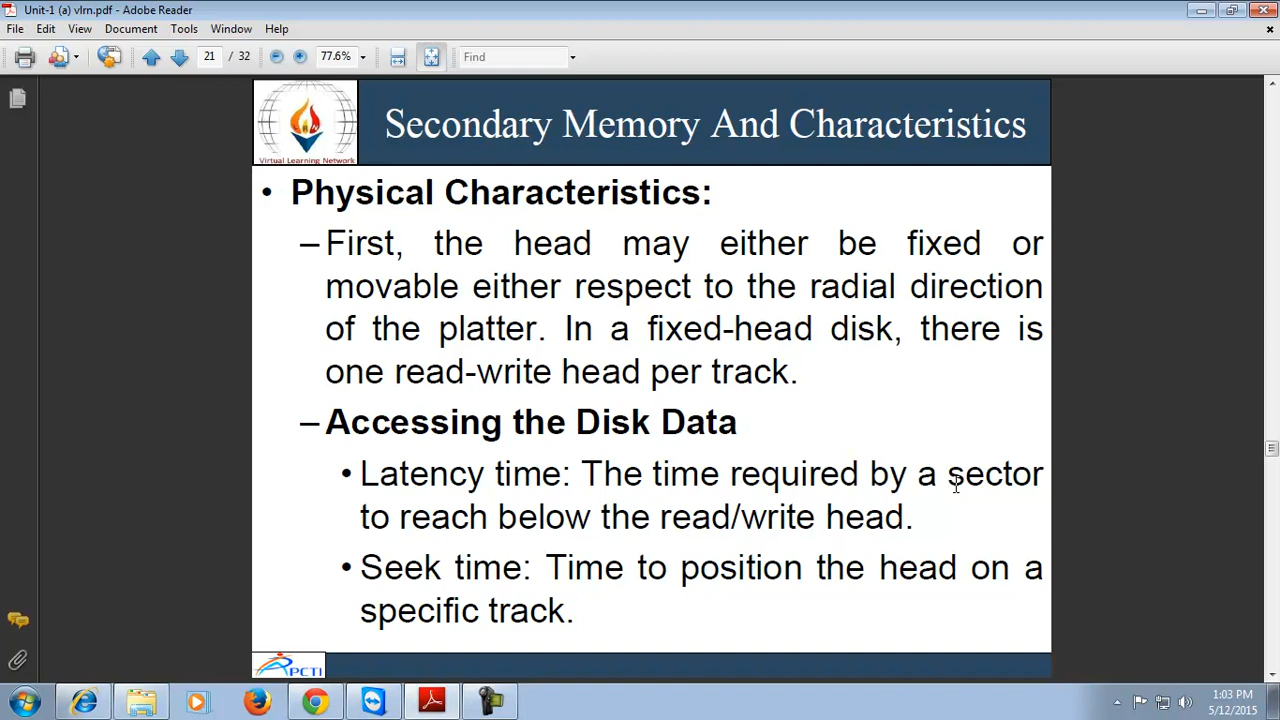 Unit-1 (a) vlrn.pdf - Adobe Reader
File Edit View Document Tools Window Help
21 / 32 77.6% Find
Secondary Memory And Characteristics
Virtual Learning Network
• Physical Characteristics:
– First, the head may either be fixed or
movable either respect to the radial direction
of the platter. In a fixed-head disk, there is
one read-write head per track.
– Accessing the Disk Data
• Latency time: The time required by a sector
to reach below the read/write head.
• Seek time: Time to position the head on a
specific track.
PCTI
1:03 PM
5/12/2015